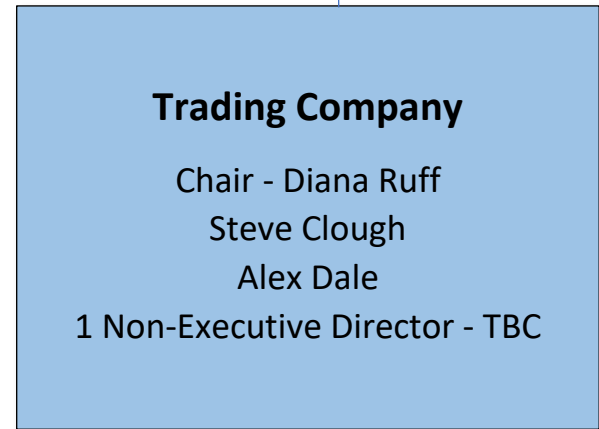 Trading Company
Chair - Diana Ruff
Steve Clough
Alex Dale
1 Non-Executive Director - TBC